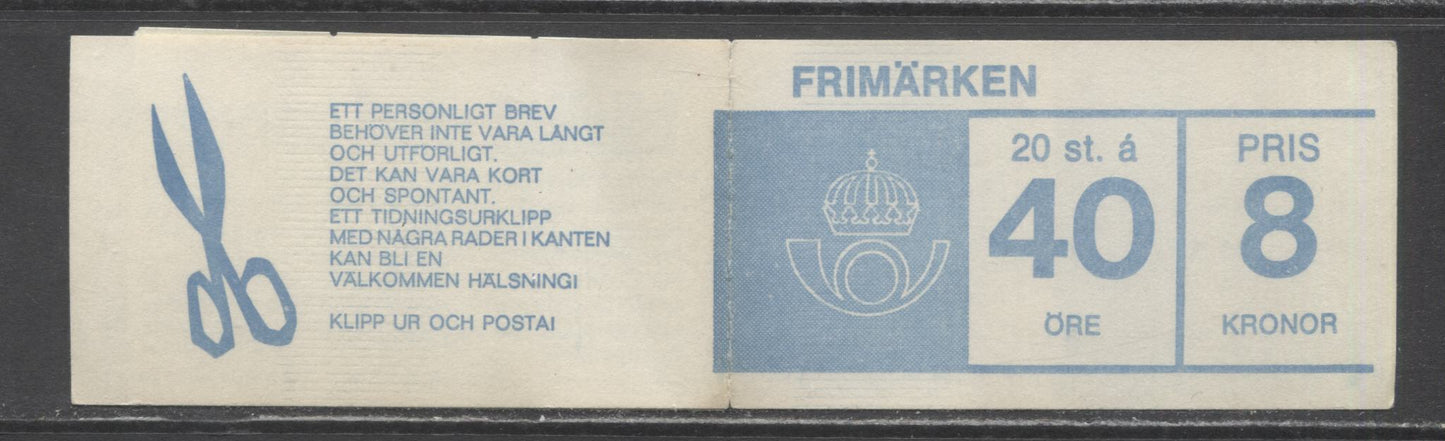 ETT PERSONLIGT BREV
BEHÖVER INTE VARA LÅNGT
OCH UTFÖRLIGT.
DET KAN VARA KORT
OCH SPONTANT.
ETT TIDNINGSURKLIPP
MED NÅGRA RADER I KANTEN
KAN BLI EN
VÄLKOMMEN HÄLSNING!
KLIPP UR OCH POSTA!
FRIMÄRKEN
20 st. á
40
ÖRE
PRIS
8
KRONOR